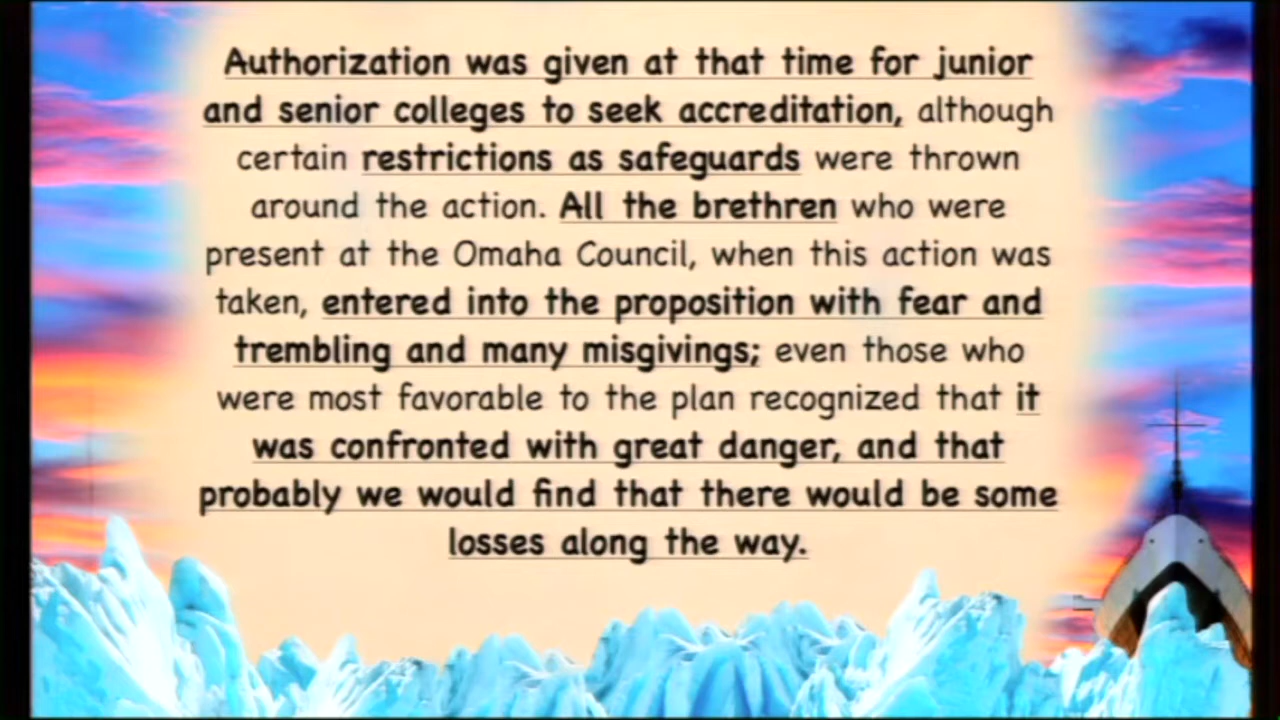 Authorization was given at that time for junior
and senior colleges to seek accreditation, although
certain restrictions as safeguards were thrown
around the action. All the brethren who were
present at the Omaha Council, when this action was
taken, entered into the proposition with fear and
trembling and many misgivings; even those who
were most favorable to the plan recognized that it
was confronted with great danger, and that
probably we would find that there would be some
losses along the way.